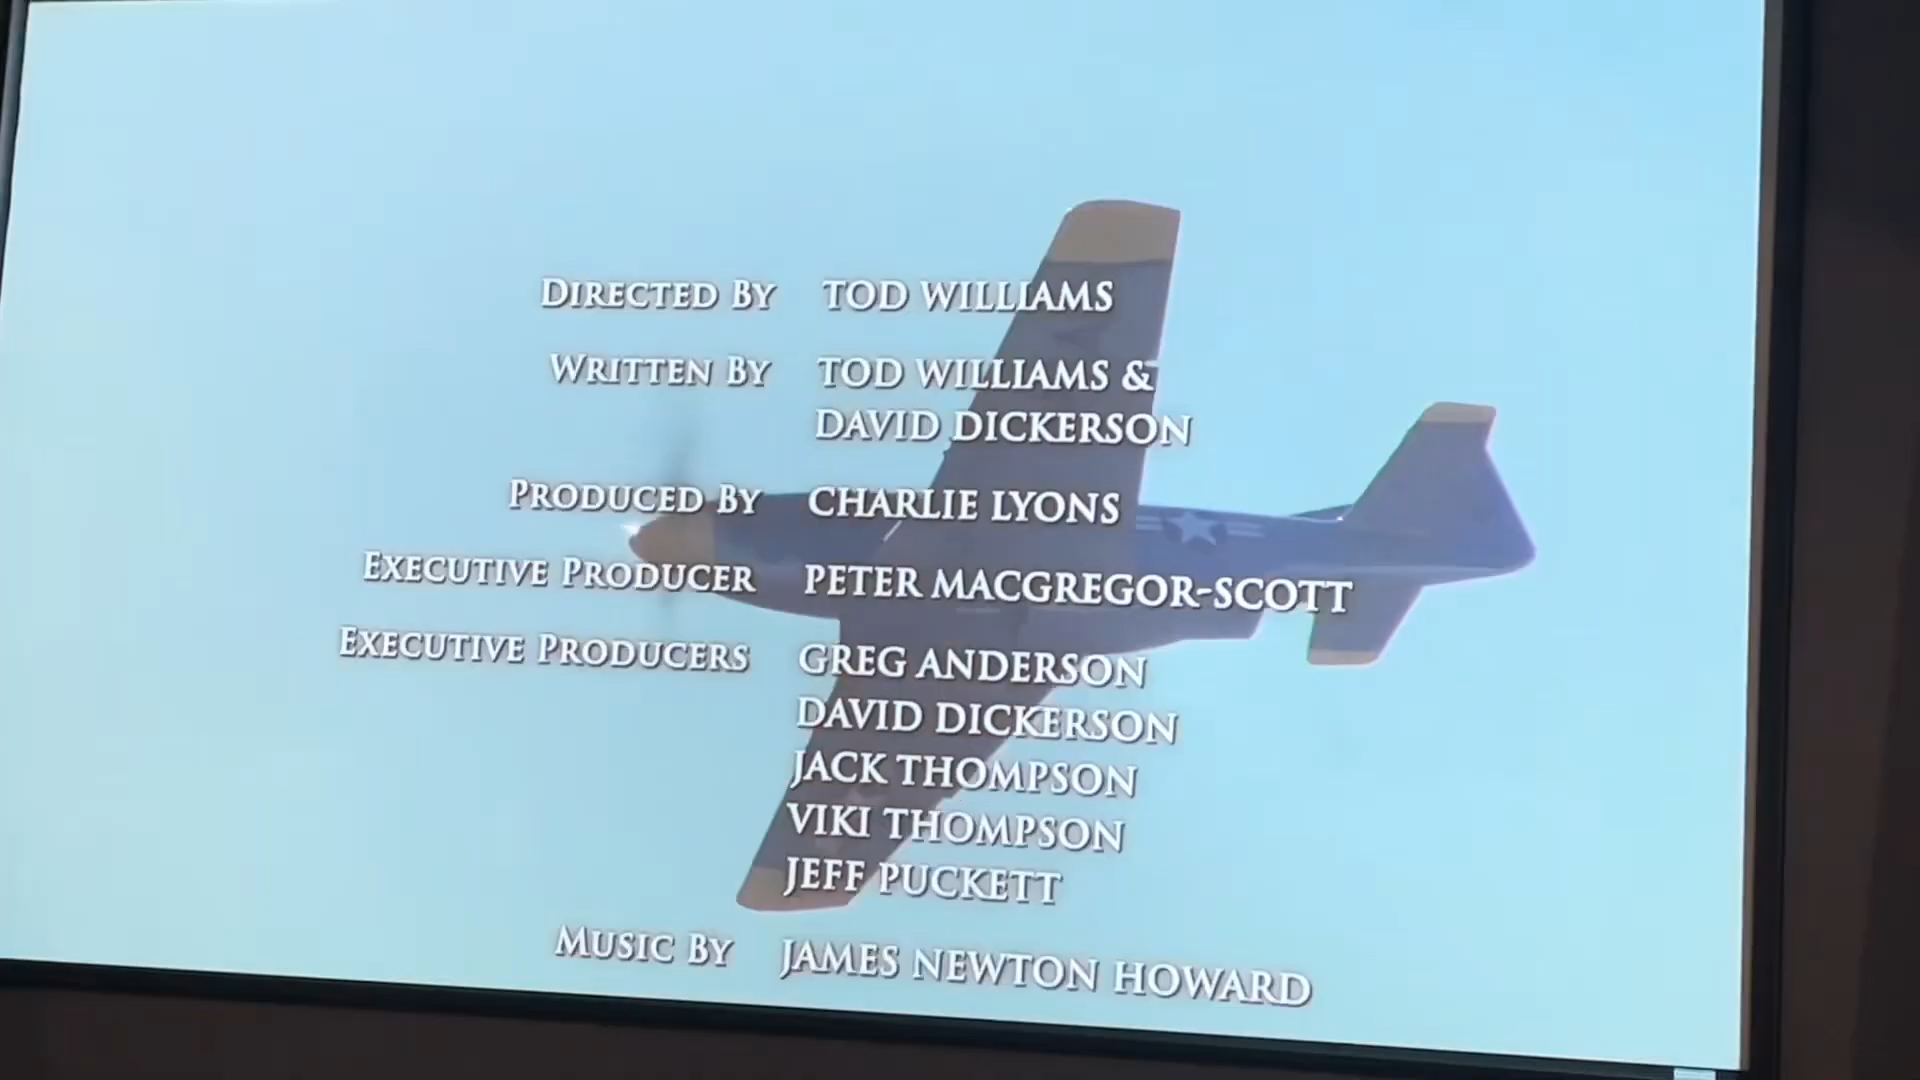 DIRECTED BY TOD WILLIAMS
WRITTEN BY TOD WILLIAMS &
DAVID DICKERSON
PRODUCED BY CHARLIE LYONS
EXECUTIVE PRODUCER PETER MACGREGOR-SCOTT
EXECUTIVE PRODUCERS GREG ANDERSON
DAVID DICKERSON
JACK THOMPSON
VIKI THOMPSON
JEFF PUCKETT
MUSIC BY JAMES NEWTON HOWARD